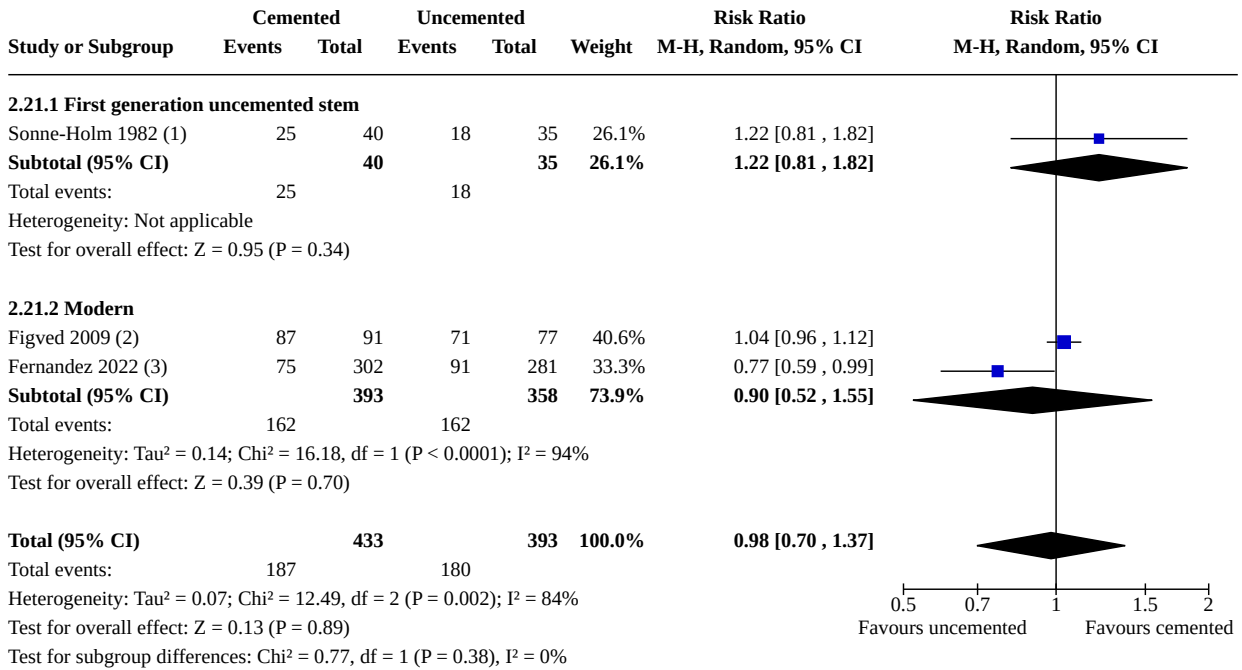 Cemented Uncemented Risk Ratio Risk Ratio
Study or Subgroup Events Total Events Total Weight M-H, Random, 95% CI M-H, Random, 95% CI
2.21.1 First generation uncemented stem
Sonne-Holm 1982 (1) 25 40 18 35 26.1% 1.22 [0.81 , 1.82]
Subtotal (95% CI) 40 35 26.1% 1.22 [0.81 , 1.82]
Total events: 25 18
Heterogeneity: Not applicable
Test for overall effect: Z = 0.95 (P = 0.34)
2.21.2 Modern
Figved 2009 (2) 87 91 71 77 40.6% 1.04 [0.96 , 1.12]
Fernandez 2022 (3) 75 302 91 281 33.3% 0.77 [0.59 , 0.99]
Subtotal (95% CI) 393 358 73.9% 0.90 [0.52 , 1.55]
Total events: 162 162
Heterogeneity: Tau² = 0.14; Chi² = 16.18, df = 1 (P < 0.0001); I² = 94%
Test for overall effect: Z = 0.39 (P = 0.70)
Total (95% CI) 433 393 100.0% 0.98 [0.70 , 1.37]
Total events: 187 180
Heterogeneity: Tau² = 0.07; Chi² = 12.49, df = 2 (P = 0.002); I² = 84%
0.5 0.7 1 1.5 2
Test for overall effect: Z = 0.13 (P = 0.89)
Favours uncemented Favours cemented
Test for subgroup differences: Chi² = 0.77, df = 1 (P = 0.38), I² = 0%